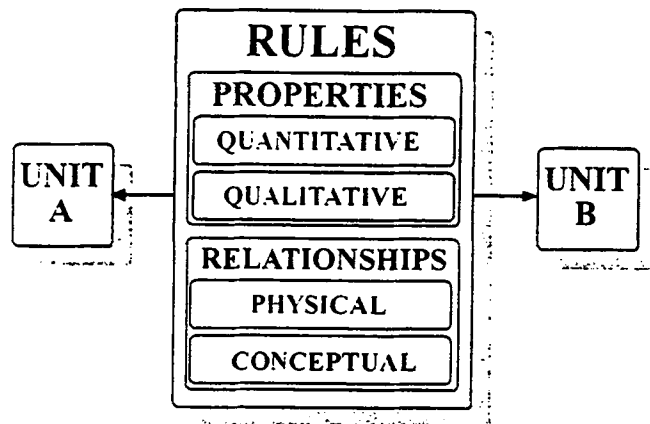 RULES
PROPERTIES
QUANTITATIVE
QUALITATIVE
RELATIONSHIPS
PHYSICAL
CONCEPTUAL
UNIT
A
UNIT
B